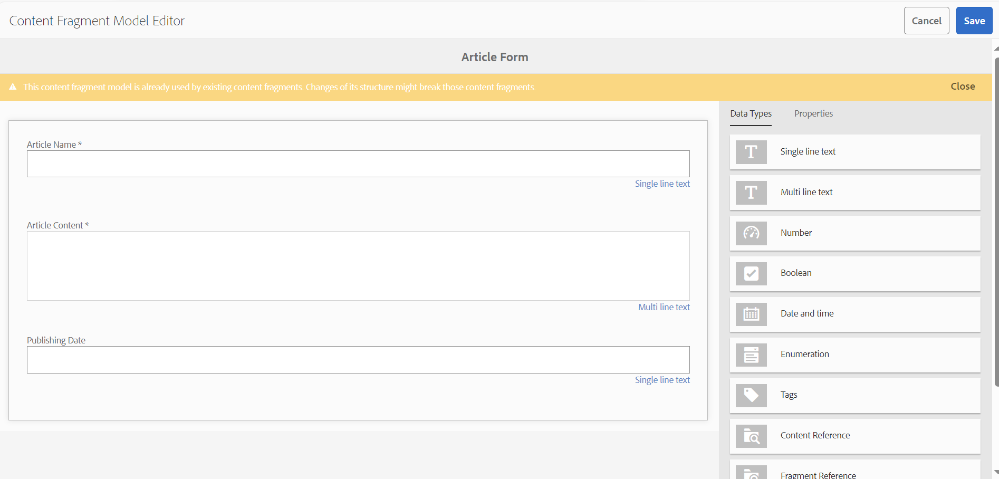 Content Fragment Model Editor
Cancel
Save
Article Form
This content fragment model is already used by existing content fragments. Changes of its structure might break those content fragments.
Close
Data Types
Properties
Article Name *
Single line text
Article Content *
Multi line text
Publishing Date
Single line text
Single line text
Multi line text
Number
Boolean
Date and time
Enumeration
Tags
Content Reference
Fragment Reference